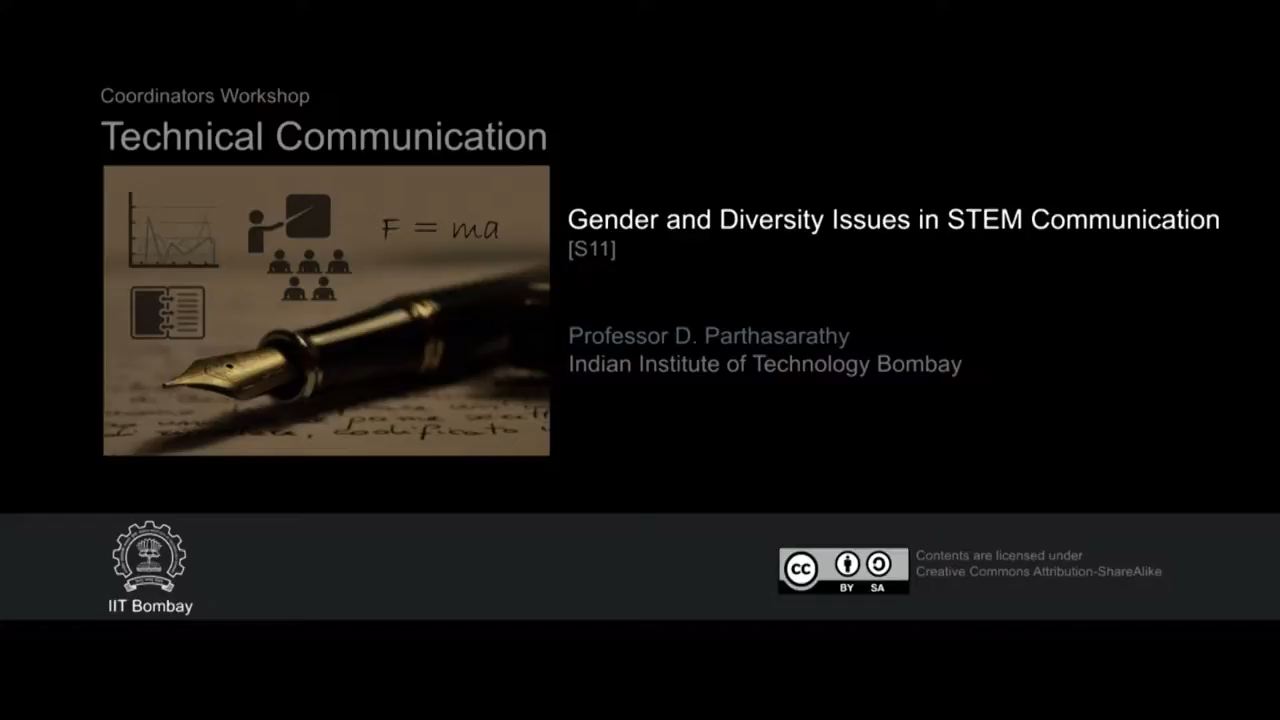 Coordinators Workshop
Technical Communication
F = ma
Gender and Diversity Issues in STEM Communication
[S11]
Professor D. Parthasarathy
Indian Institute of Technology Bombay
IIT Bombay
cc
BY SA
Contents are licensed under
Creative Commons Attribution-ShareAlike